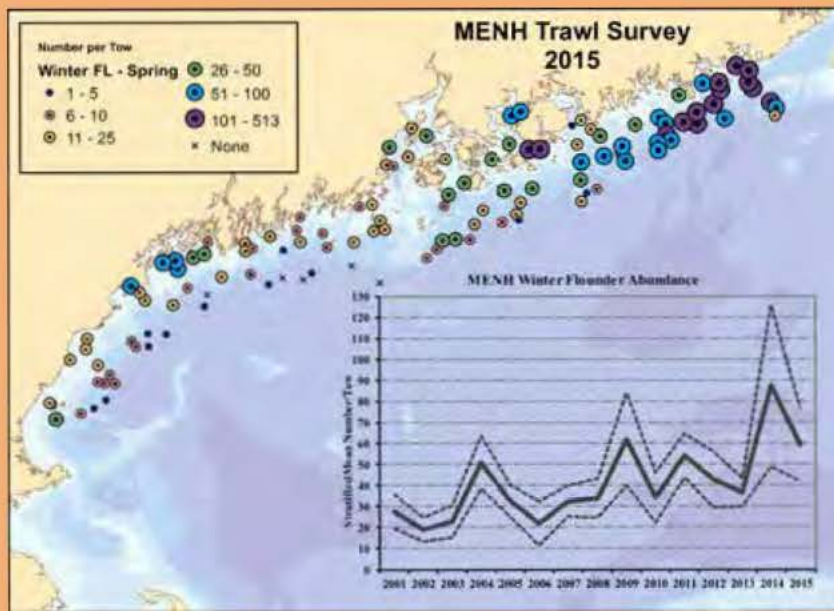 MENH Trawl Survey
2015
Number per Tow
Winter FL - Spring
1 - 5
6 - 10
11 - 25
26 - 50
51 - 100
101 - 513
None
MENH Winter Flounder Abundance
Stratified Mean Number/Tow
130
120
110
100
90
80
70
60
50
40
30
20
10
0
2001 2002 2003 2004 2005 2006 2007 2008 2009 2010 2011 2012 2013 2014 2015